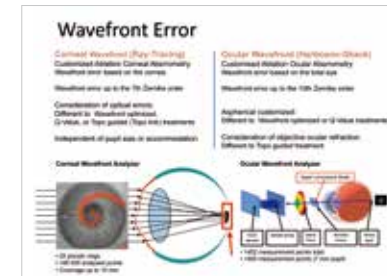 Wavefront Error
Corneal Wavefront (Ray-Tracing)
Customized Ablation Corneal Aberrometry
Wavefront error based on the cornea
Wavefront error up to the 7th Zernike order
Consideration of optical errors
Different to Wavefront optimized,
Q-Value, or Topo guided (Topo link) treatments
Independent of pupil size or accommodation
Ocular Wavefront (Hartmann-Shack)
Customized Ablation Ocular Aberrometry
Wavefront error based on the total eye
Wavefront error up to the 10th Zernike order
Aspherical customized
Different to Wavefront optimized or Q-Value treatments
Consideration of objective ocular refraction
Different to Topo guided treatment
Corneal Wavefront Analyzer
Ocular Wavefront Analyzer